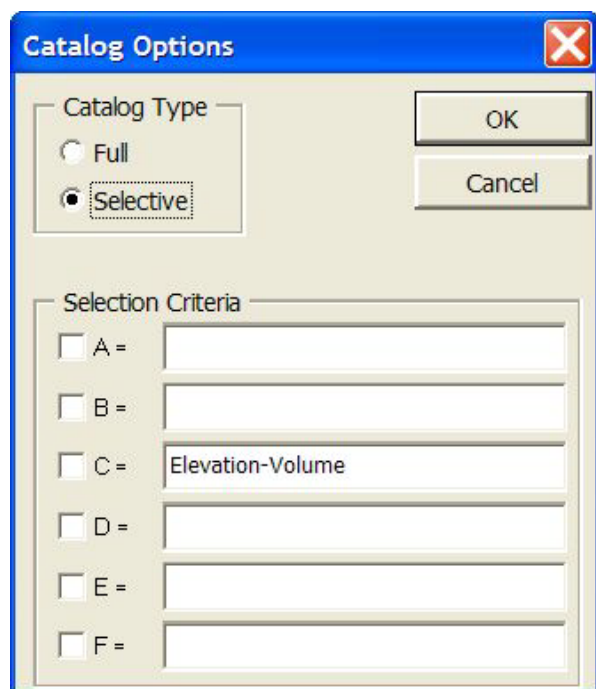 Catalog Options
Catalog Type
Full
Selective
OK
Cancel
Selection Criteria
A =
B =
C = Elevation-Volume
D =
E =
F =